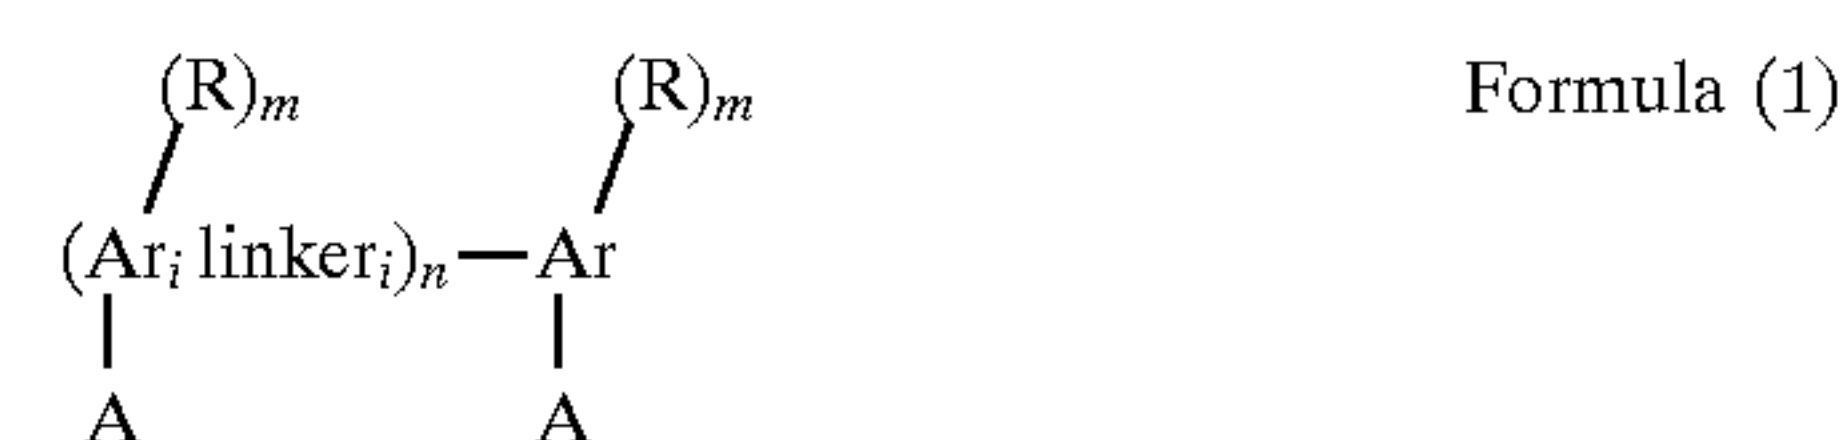 (R)m (R)m Formula (1)
(Ari linkeri)n—Ar
A A